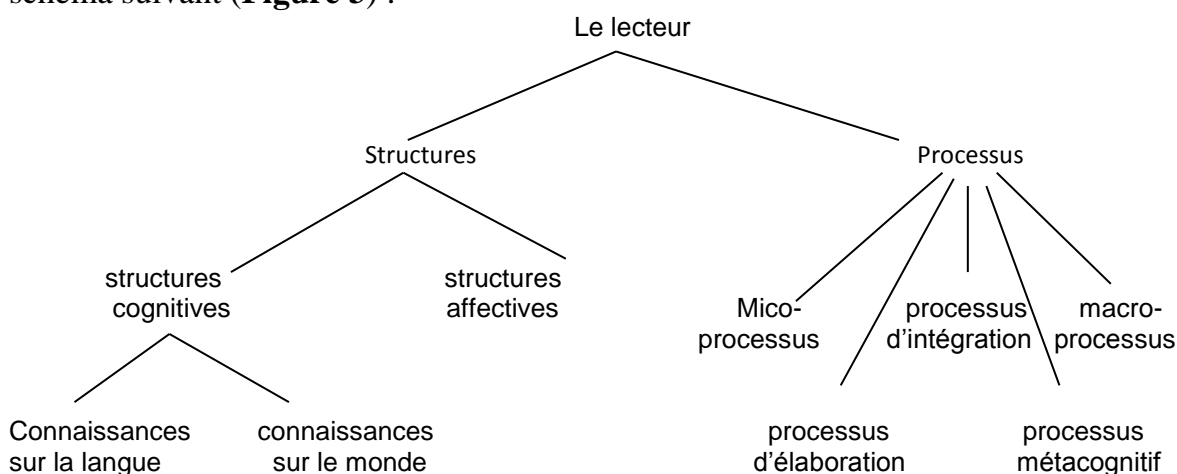 schéma suivant (Figure 3) :
Le lecteur
Structures
Processus
structures
cognitives
structures
affectives
Mico-
processus
processus
d'intégration
macro-
processus
Connaissances
sur la langue
connaissances
sur le monde
processus
d'élaboration
processus
métacognitif